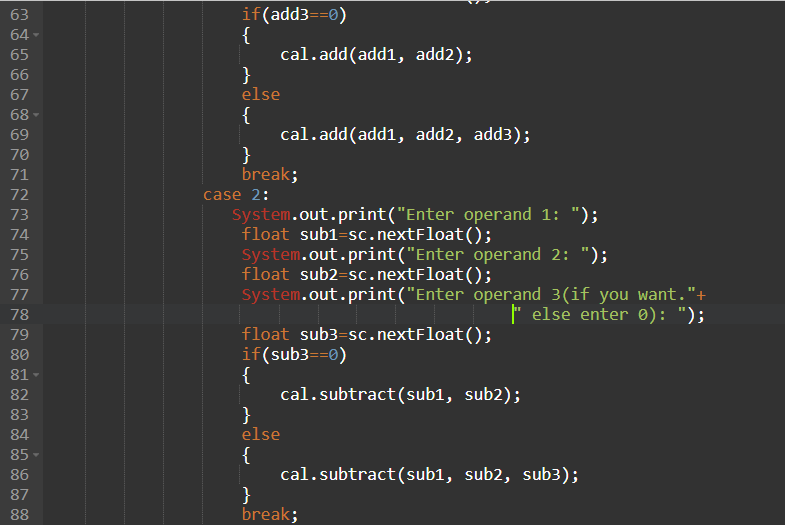 63 if(add3==0)
64 {
65 cal.add(add1, add2);
66 }
67 else
68 {
69 cal.add(add1, add2, add3);
70 }
71 break;
72 case 2:
73 System.out.print("Enter operand 1: ");
74 float sub1=sc.nextFloat();
75 System.out.print("Enter operand 2: ");
76 float sub2=sc.nextFloat();
77 System.out.print("Enter operand 3(if you want."+
78 " else enter 0): ");
79 float sub3=sc.nextFloat();
80 if(sub3==0)
81 {
82 cal.subtract(sub1, sub2);
83 }
84 else
85 {
86 cal.subtract(sub1, sub2, sub3);
87 }
88 break;